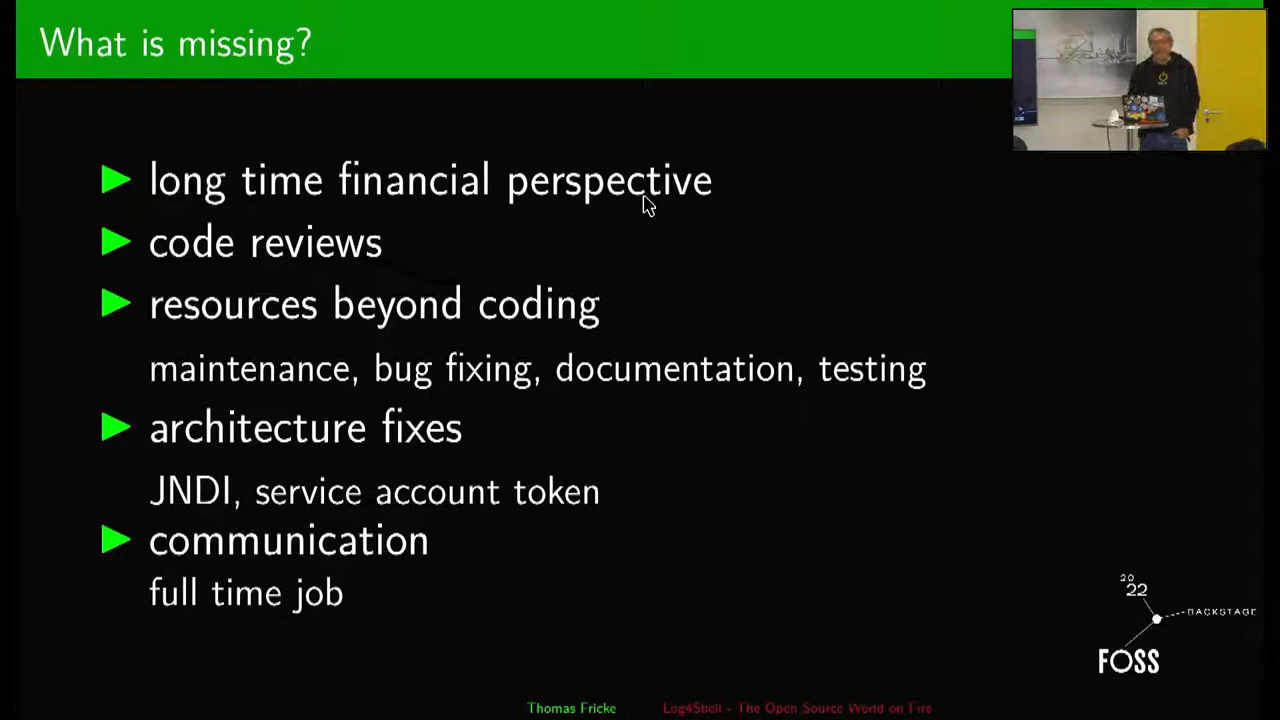 What is missing?
long time financial perspective
code reviews
resources beyond coding
maintenance, bug fixing, documentation, testing
architecture fixes
JNDI, service account token
communication
full time job
20
22
BACKSTAGE
FOSS
Thomas Fricke
Log4Shell - The Open Source World on Fire